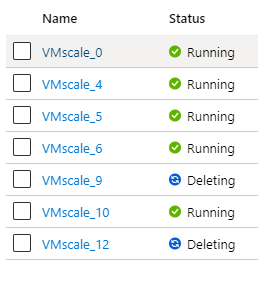 Name Status
VMscale_0 Running
VMscale_4 Running
VMscale_5 Running
VMscale_6 Running
VMscale_9 Deleting
VMscale_10 Running
VMscale_12 Deleting